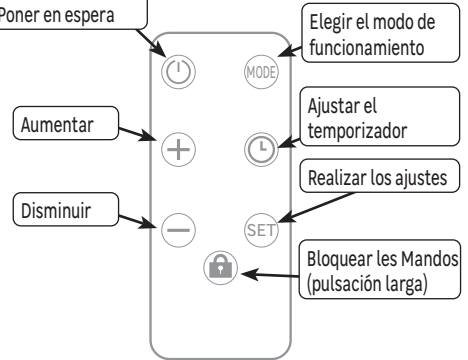 Poner en espera
Elegir el modo de
funcionamiento
MODE
Ajustar el
temporizador
Aumentar
Realizar los ajustes
Disminuir
SET
Bloquear les Mandos
(pulsación larga)